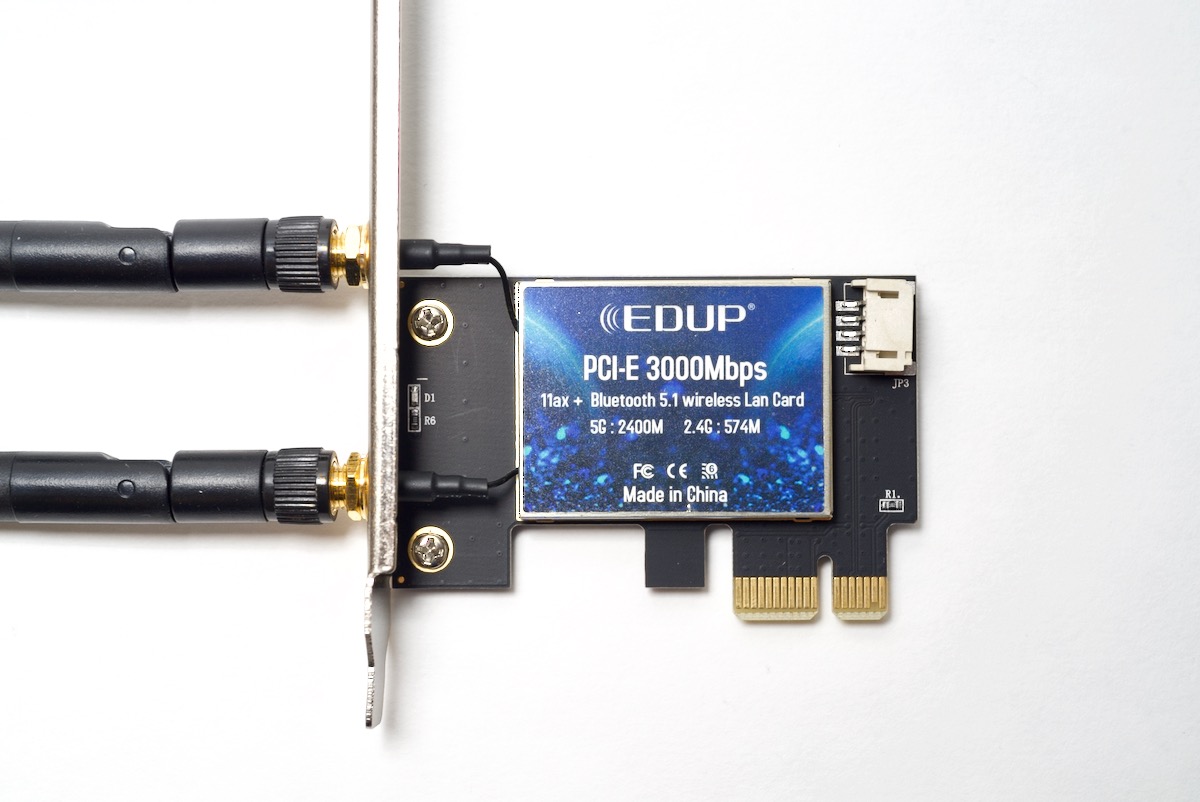 EDUP®
PCI-E 3000Mbps
11ax + Bluetooth 5.1 wireless Lan Card
5G : 2400M 2.4G : 574M
FC CE 6
Made in China
D1
R6
JP3
R1.